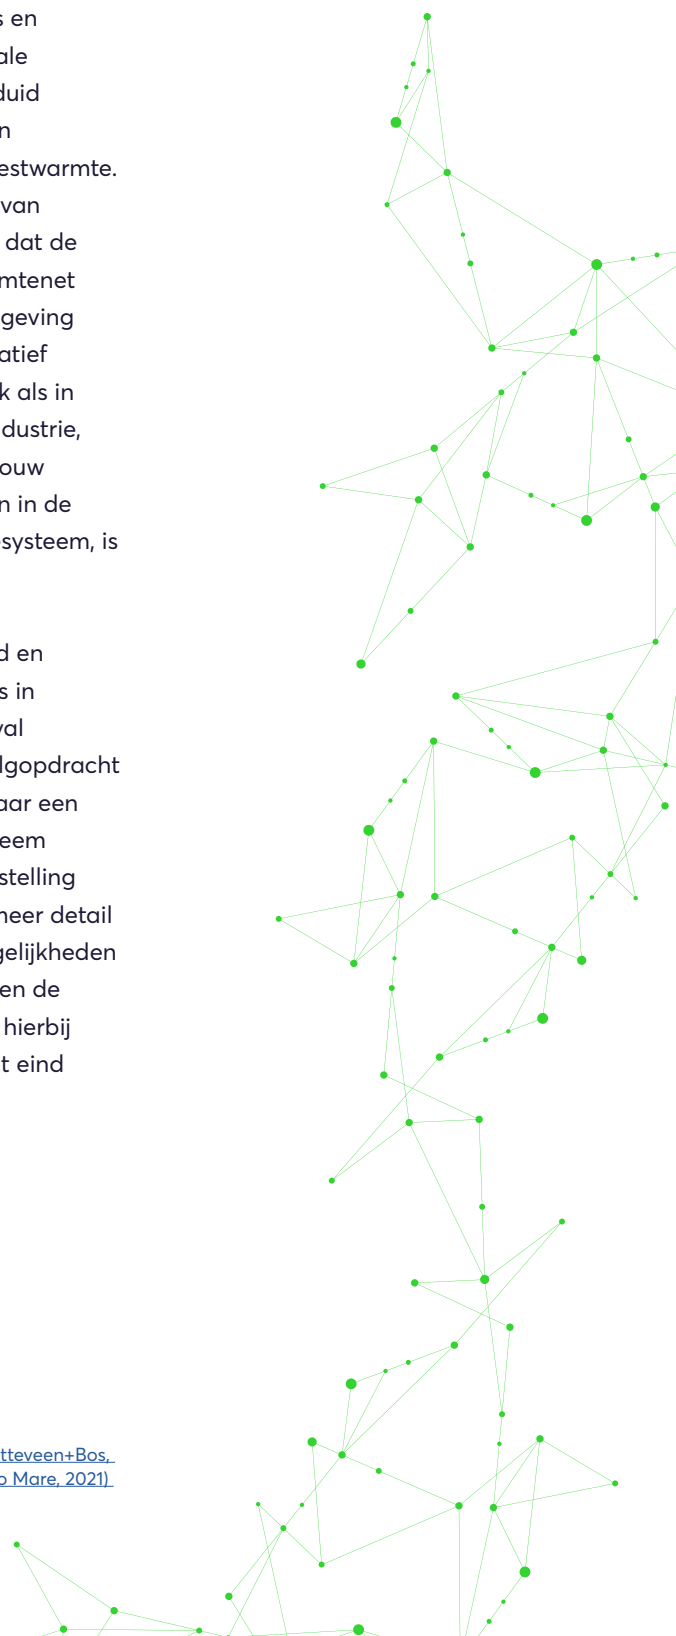 s en
ale
duid
n
estwarmte.
van
dat de
mtenet
geving
atief
k als in
dustrie,
ouw
n in de
systeem, is
d en
s in
val
lgopdracht
aar een
eem
stelling
neer detail
gelijkheden
en de
hierbij
t eind
tteveen+Bos,
o Mare, 2021)